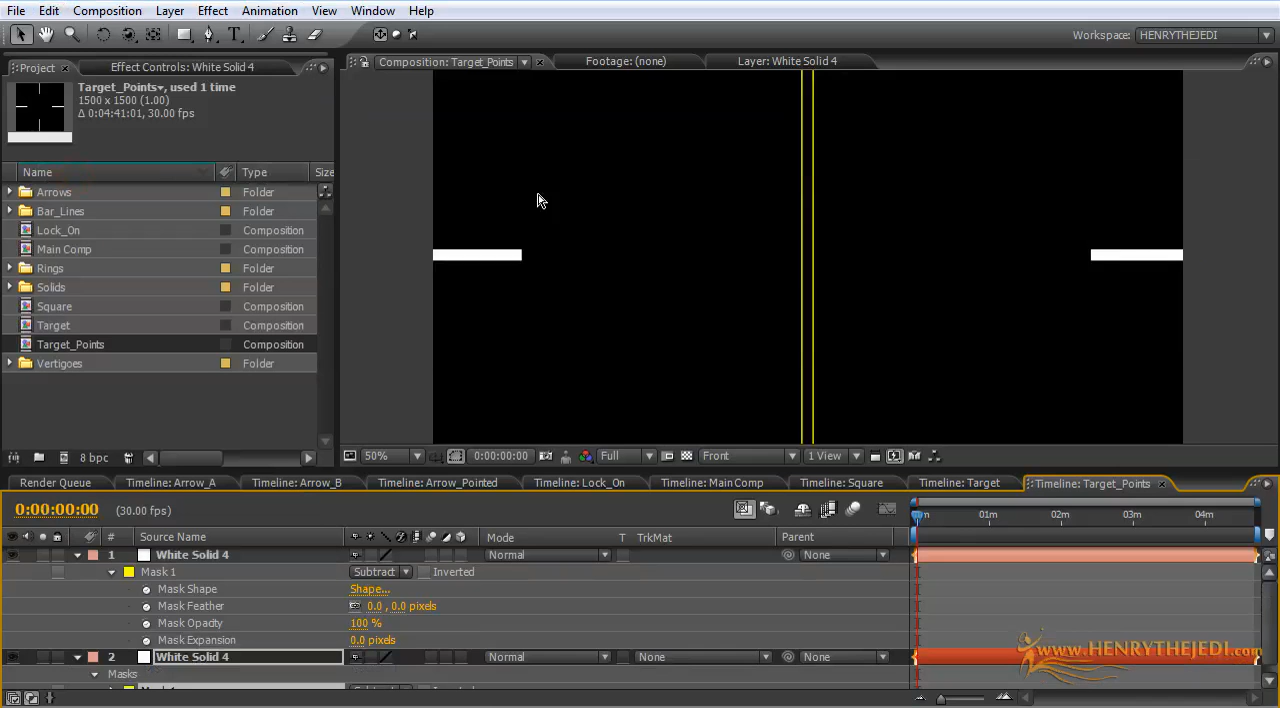 File Edit Composition Layer Effect Animation View Window Help
Workspace: HENRYTHEJEDI
Project Effect Controls: White Solid 4
Composition: Target_Points Footage: (none) Layer: White Solid 4
Target_Points, used 1 time
1500 x 1500 (1.00)
Δ 0:04:41:01, 30.00 fps
Name Type Size
Arrows Folder
Bar_Lines Folder
Lock_On Composition
Main Comp Composition
Rings Folder
Solids Folder
Square Composition
Target Composition
Target_Points Composition
Vertigoes Folder
8 bpc
50% 0:00:00:00 Full Front 1 View
Render Queue Timeline: Arrow_A Timeline: Arrow_B Timeline: Arrow_Pointed Timeline: Lock_On Timeline: Main Comp Timeline: Square Timeline: Target Timeline: Target_Points
0:00:00:00 (30.00 fps)
m 01m 02m 03m 04m
# Source Name Mode T TrkMat Parent
1 White Solid 4 Normal None
Mask 1 Subtract Inverted
Mask Shape Shape...
Mask Feather 0.0 , 0.0 pixels
Mask Opacity 100 %
Mask Expansion 0.0 pixels
2 White Solid 4 Normal None None
Masks
www.HENRYTHEJEDI.com